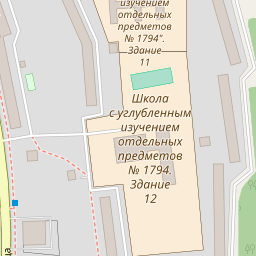 изучением
отдельных
предметов
№ 1794".
Здание
11
Школа
с углубленным
изучением
отдельных
предметов
№ 1794.
Здание
12